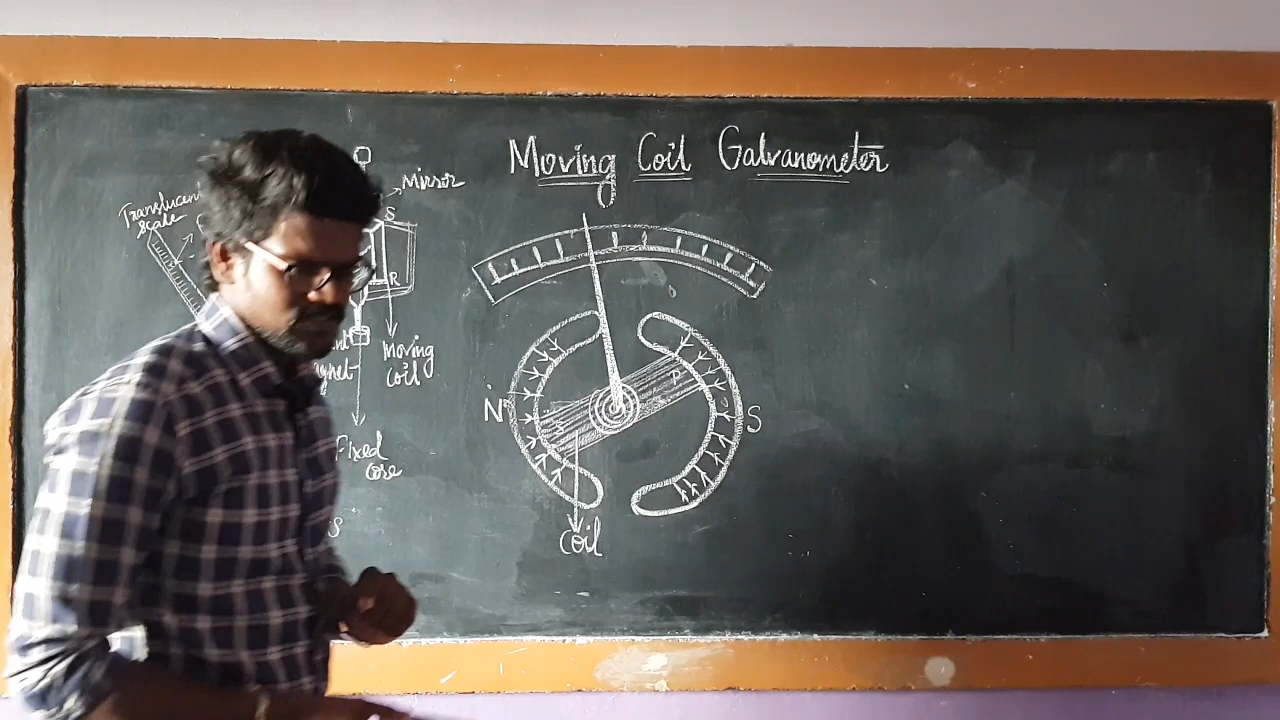 Moving Coil Galvanometer
Mirror
Translucent
Scale
S
R
Moving
Coil
Fixed
Core
S
N
S
P
S
Coil